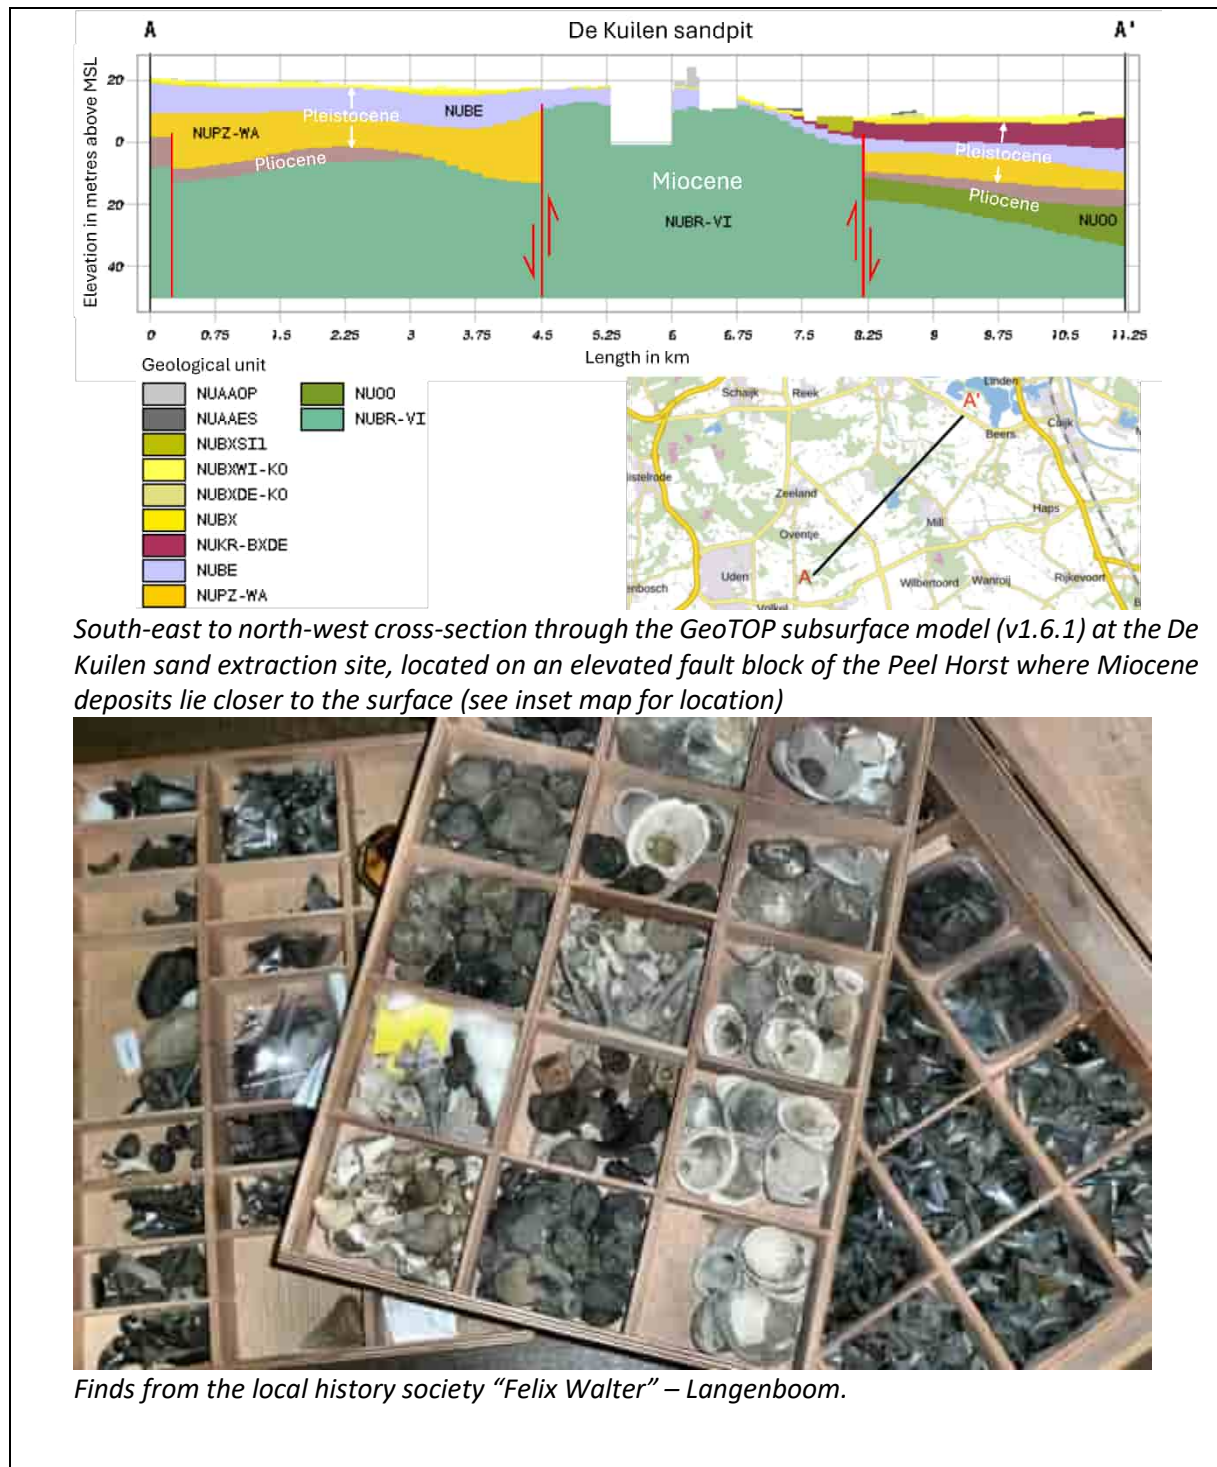 A De Kuilen sandpit A'
Elevation in metres above MSL
20
0
20
40
Pleistocene
NUBE
NUPZ-WA
Pliocene
Miocene
NUBR-VI
Pleistocene
Pliocene
NUOO
0 0.75 1.5 2.25 3 3.75 4.5 5.25 6 6.75 7.5 8.25 9 9.75 10.5 11.25
Length in km
Geological unit
NUAAOP
NUAAES
NUBXSI1
NUBXWI-KO
NUBXDE-KO
NUBX
NUKR-BXDE
NUBE
NUPZ-WA
NUOO
NUBR-VI
Schaijk
Reek
Linden
A'
Cuijk
Beers
istelrode
Zeeland
Haps
Mill
Oventje
Uden
A
Wilbertoord
Wanroij
Rijkevoort
enbosch
Volkel
South-east to north-west cross-section through the GeoTOP subsurface model (v1.6.1) at the De
Kuilen sand extraction site, located on an elevated fault block of the Peel Horst where Miocene
deposits lie closer to the surface (see inset map for location)
Finds from the local history society “Felix Walter” – Langenboom.